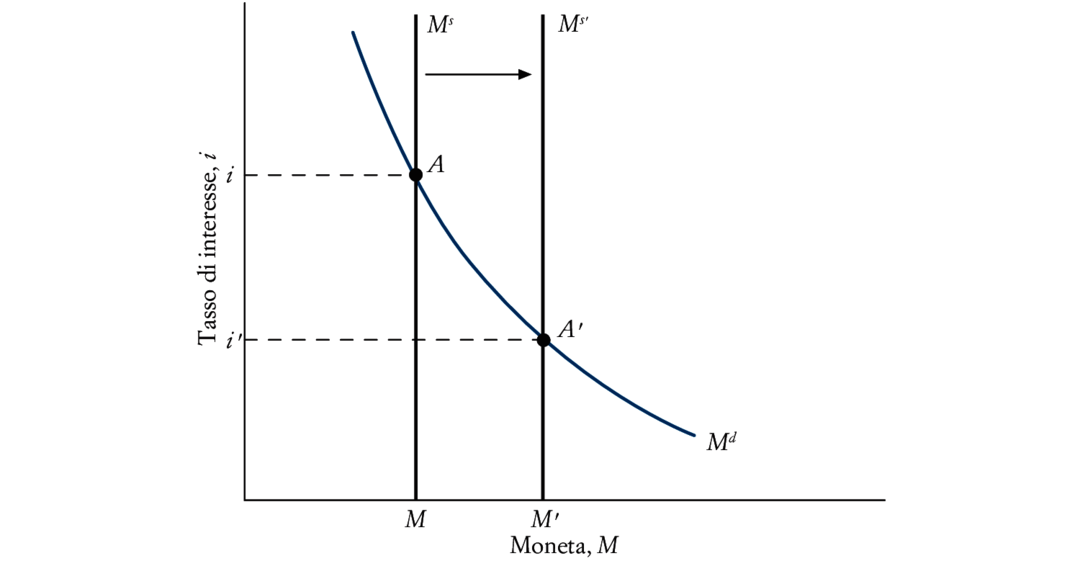 Mˢ
Mˢ′
A
Tasso di interesse, i
i
A′
i′
Mᵈ
M
M′
Moneta, M